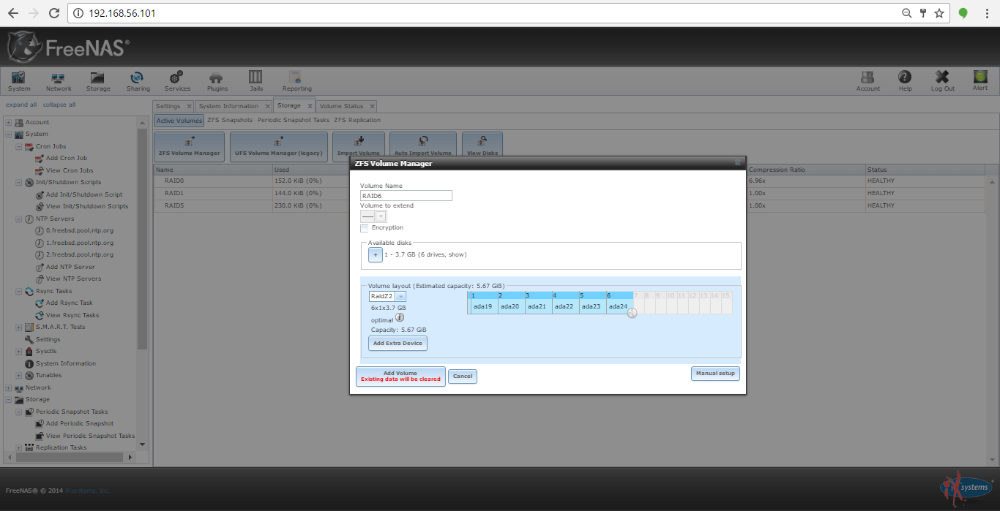 192.168.56.101
FreeNAS®
System Network Storage Sharing Services Plugins Jails Reporting Account Help Log Out Alert
expand all collapse all
Settings System Information Storage Volume Status
Active Volumes ZFS Snapshots Periodic Snapshot Tasks ZFS Replication
ZFS Volume Manager UFS Volume Manager (legacy) Import Volume Auto Import Volume View Disks
Name Used Compression Ratio Status
RAID0 152.0 KiB (0%) 6.96x HEALTHY
RAID1 144.0 KiB (0%) 1.00x HEALTHY
RAID5 230.0 KiB (0%) 1.00x HEALTHY
Account
System
Cron Jobs
Add Cron Job
View Cron Jobs
Init/Shutdown Scripts
Add Init/Shutdown Script
View Init/Shutdown Scripts
NTP Servers
0.freebsd.pool.ntp.org
1.freebsd.pool.ntp.org
2.freebsd.pool.ntp.org
Add NTP Server
View NTP Servers
Rsync Tasks
Add Rsync Task
View Rsync Tasks
S.M.A.R.T. Tests
Settings
Sysctls
System Information
Tunables
Network
Storage
Periodic Snapshot Tasks
Add Periodic Snapshot
View Periodic Snapshot Tasks
Replication Tasks
ZFS Volume Manager
Volume Name
RAID6
Volume to extend
-----
Encryption
Available disks
+ 1 - 3.7 GB (6 drives, show)
Volume layout (Estimated capacity: 5.67 GiB)
RaidZ2
6x1x3.7 GB
optimal
Capacity: 5.67 GiB
Add Extra Device
1 2 3 4 5 6 7 8 9 10 11 12 13 14 15
ada19 ada20 ada21 ada22 ada23 ada24
Add Volume
Existing data will be cleared
Cancel
Manual setup
FreeNAS® © 2014 iXsystems, Inc.
iX systems